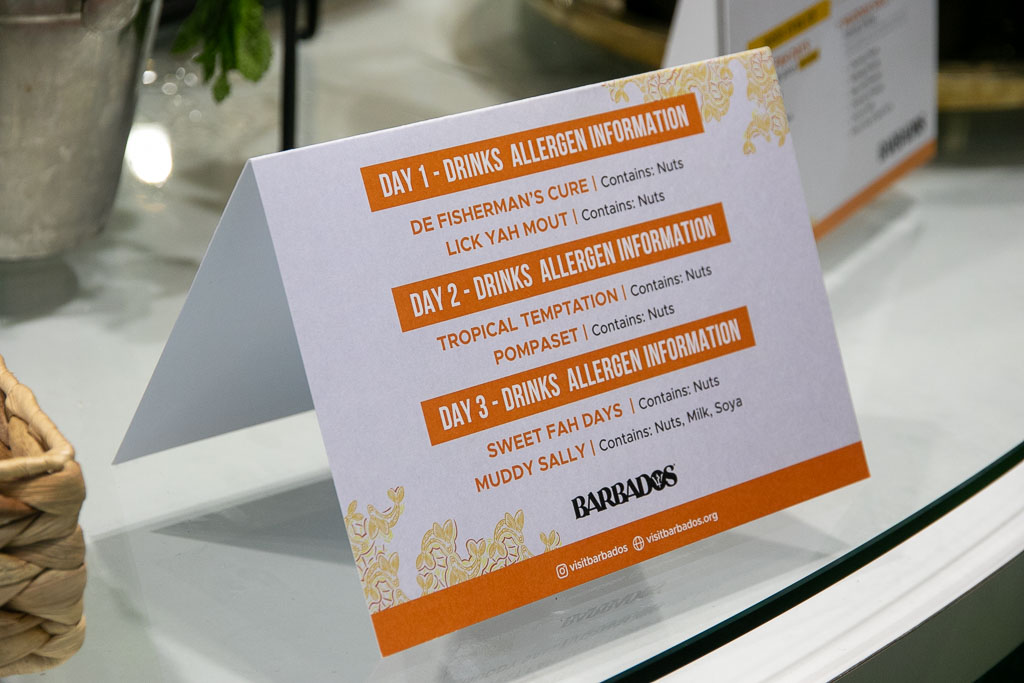 DAY 1 - DRINKS ALLERGEN INFORMATION
DE FISHERMAN'S CURE | Contains: Nuts
LICK YAH MOUT | Contains: Nuts
DAY 2 - DRINKS ALLERGEN INFORMATION
TROPICAL TEMPTATION | Contains: Nuts
POMPASET | Contains: Nuts
DAY 3 - DRINKS ALLERGEN INFORMATION
SWEET FAH DAYS | Contains: Nuts
MUDDY SALLY | Contains: Nuts, Milk, Soya
BARBADOS
visitbarbados visitbarbados.org